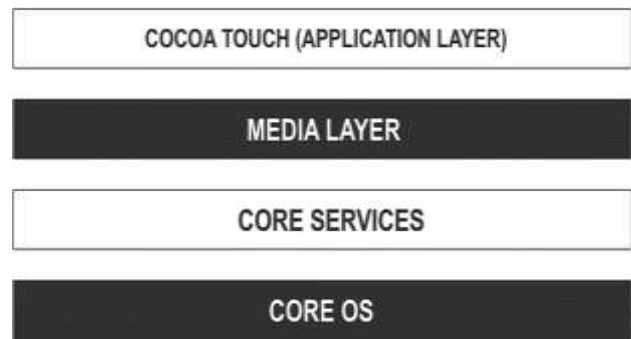 COCOA TOUCH (APPLICATION LAYER)
MEDIA LAYER
CORE SERVICES
CORE OS